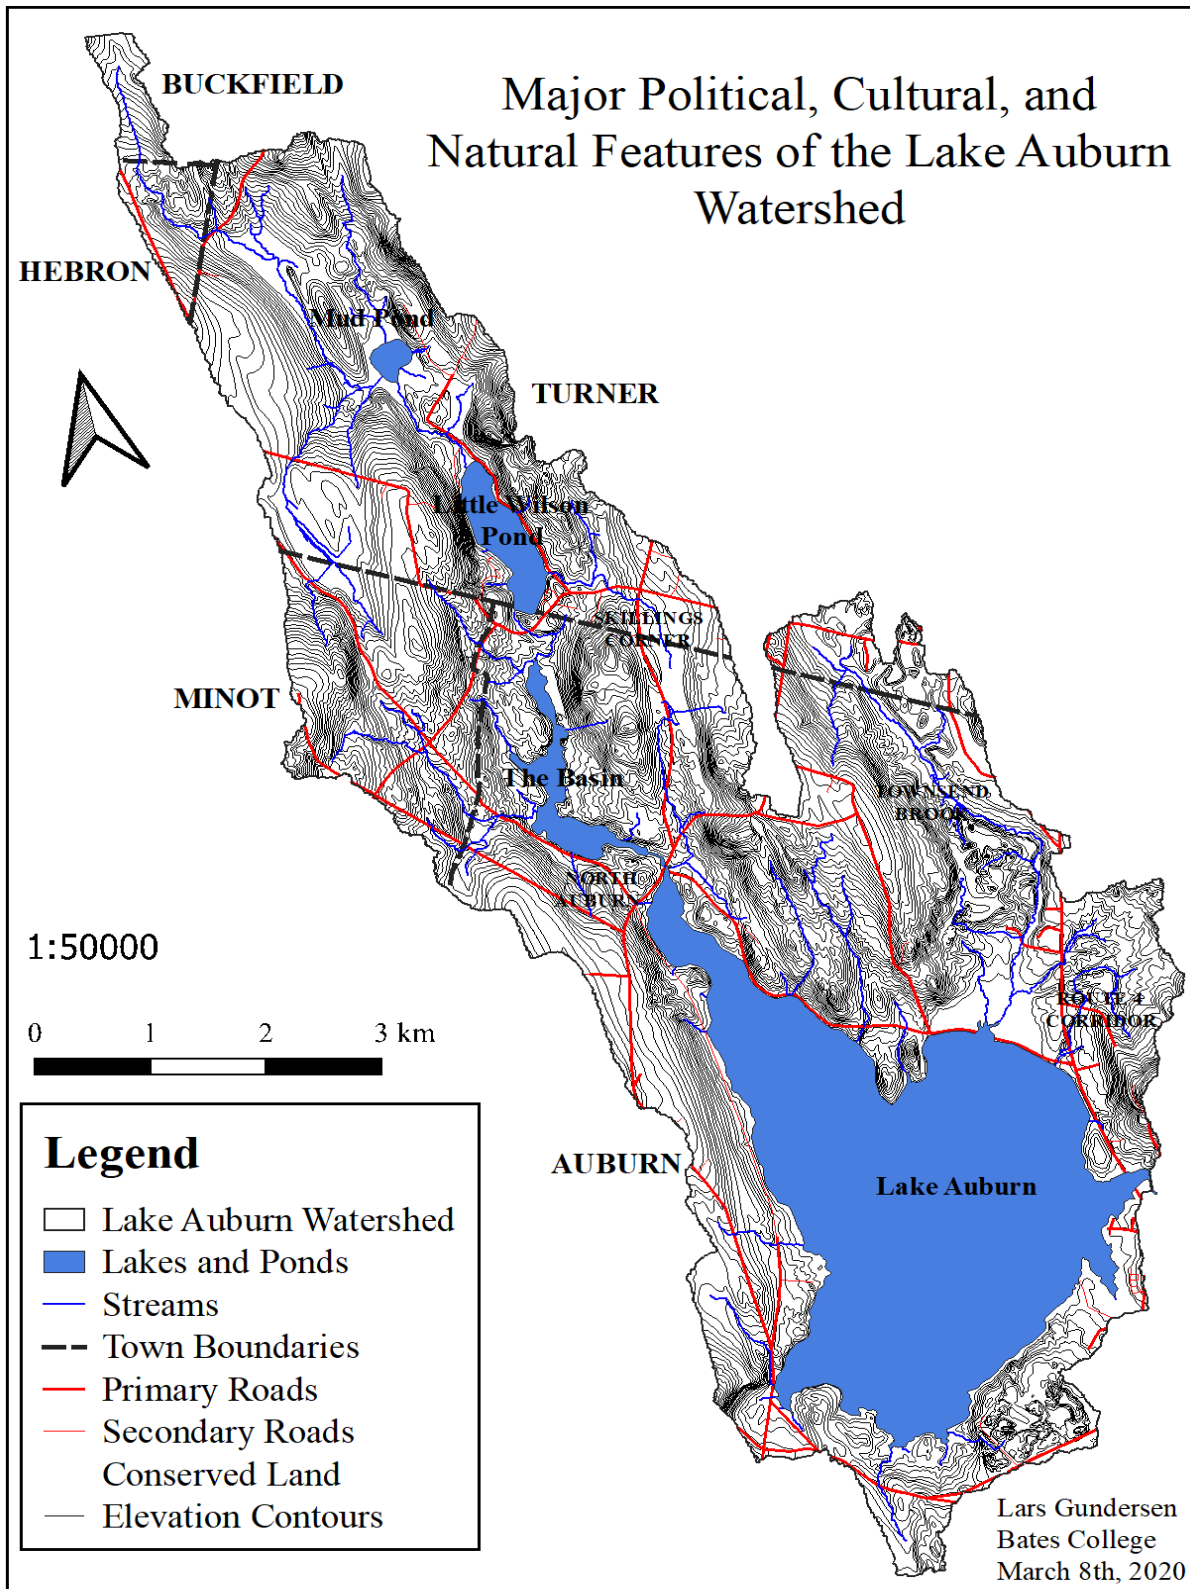 Major Political, Cultural, and
Natural Features of the Lake Auburn
Watershed
BUCKFIELD
HEBRON
Mud Pond
TURNER
Little Wilson
Pond
SKILLINGS
CORNER
MINOT
The Basin
TOWNSEND
BROOK
NORTH
AUBURN
ROUTE 4
CORRIDOR
1:50000
0 1 2 3 km
AUBURN
Lake Auburn
Legend
Lake Auburn Watershed
Lakes and Ponds
Streams
Town Boundaries
Primary Roads
Secondary Roads
Conserved Land
Elevation Contours
Lars Gundersen
Bates College
March 8th, 2020